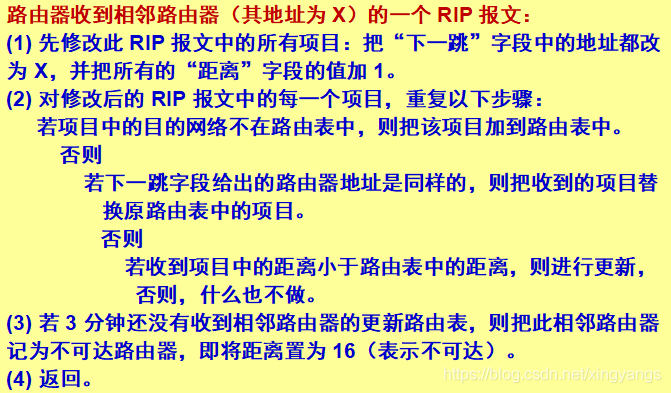 路由器收到相邻路由器（其地址为 X）的一个 RIP 报文：
(1) 先修改此 RIP 报文中的所有项目：把“下一跳”字段中的地址都改
为 X，并把所有的“距离”字段的值加 1。
(2) 对修改后的 RIP 报文中的每一个项目，重复以下步骤：
若项目中的目的网络不在路由表中，则把该项目加到路由表中。
否则
若下一跳字段给出的路由器地址是同样的，则把收到的项目替
换原路由表中的项目。
否则
若收到项目中的距离小于路由表中的距离，则进行更新，
否则，什么也不做。
(3) 若 3 分钟还没有收到相邻路由器的更新路由表，则把此相邻路由器
记为不可达路由器，即将距离置为 16（表示不可达）。
(4) 返回。
https://blog.csdn.net/xingyangs